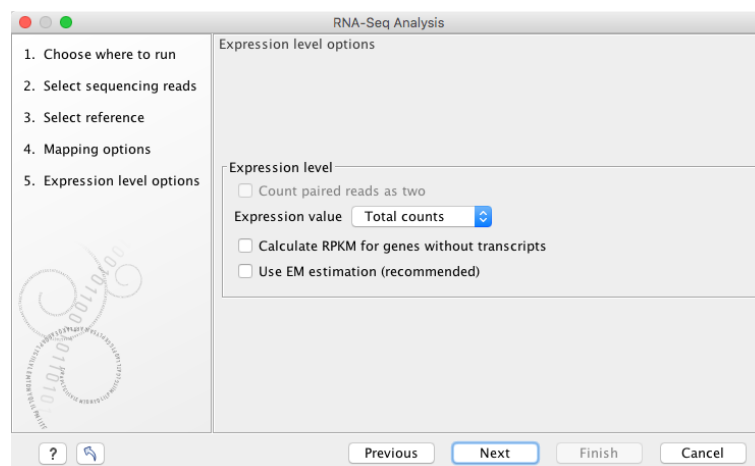 RNA-Seq Analysis
1. Choose where to run
2. Select sequencing reads
3. Select reference
4. Mapping options
5. Expression level options
Expression level options
Expression level
Count paired reads as two
Expression value Total counts
Calculate RPKM for genes without transcripts
Use EM estimation (recommended)
? Previous Next Finish Cancel